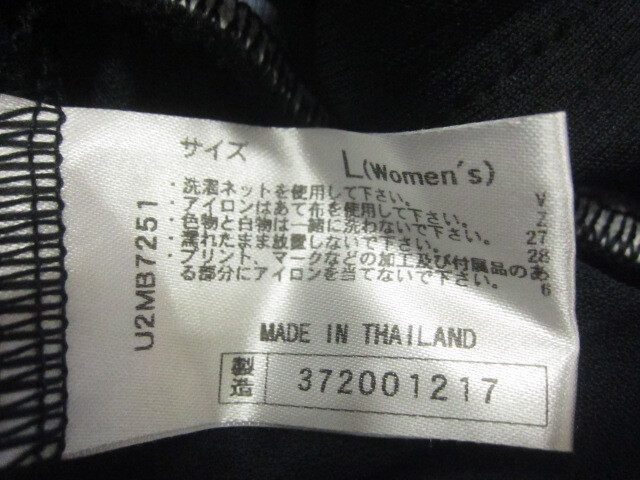 サイズ L(Women's)
・洗濯ネットを使用して下さい。 V
・アイロンはあて布を使用して下さい。 Z
・色物と白物は一緒に洗わないで下さい。 27
・濡れたまま放置しないで下さい。 28
・プリント、マークなどの加工及び付属品のあ
る部分にアイロンを当てないで下さい。 6
MADE IN THAILAND
製造 372001217
U2MB7251